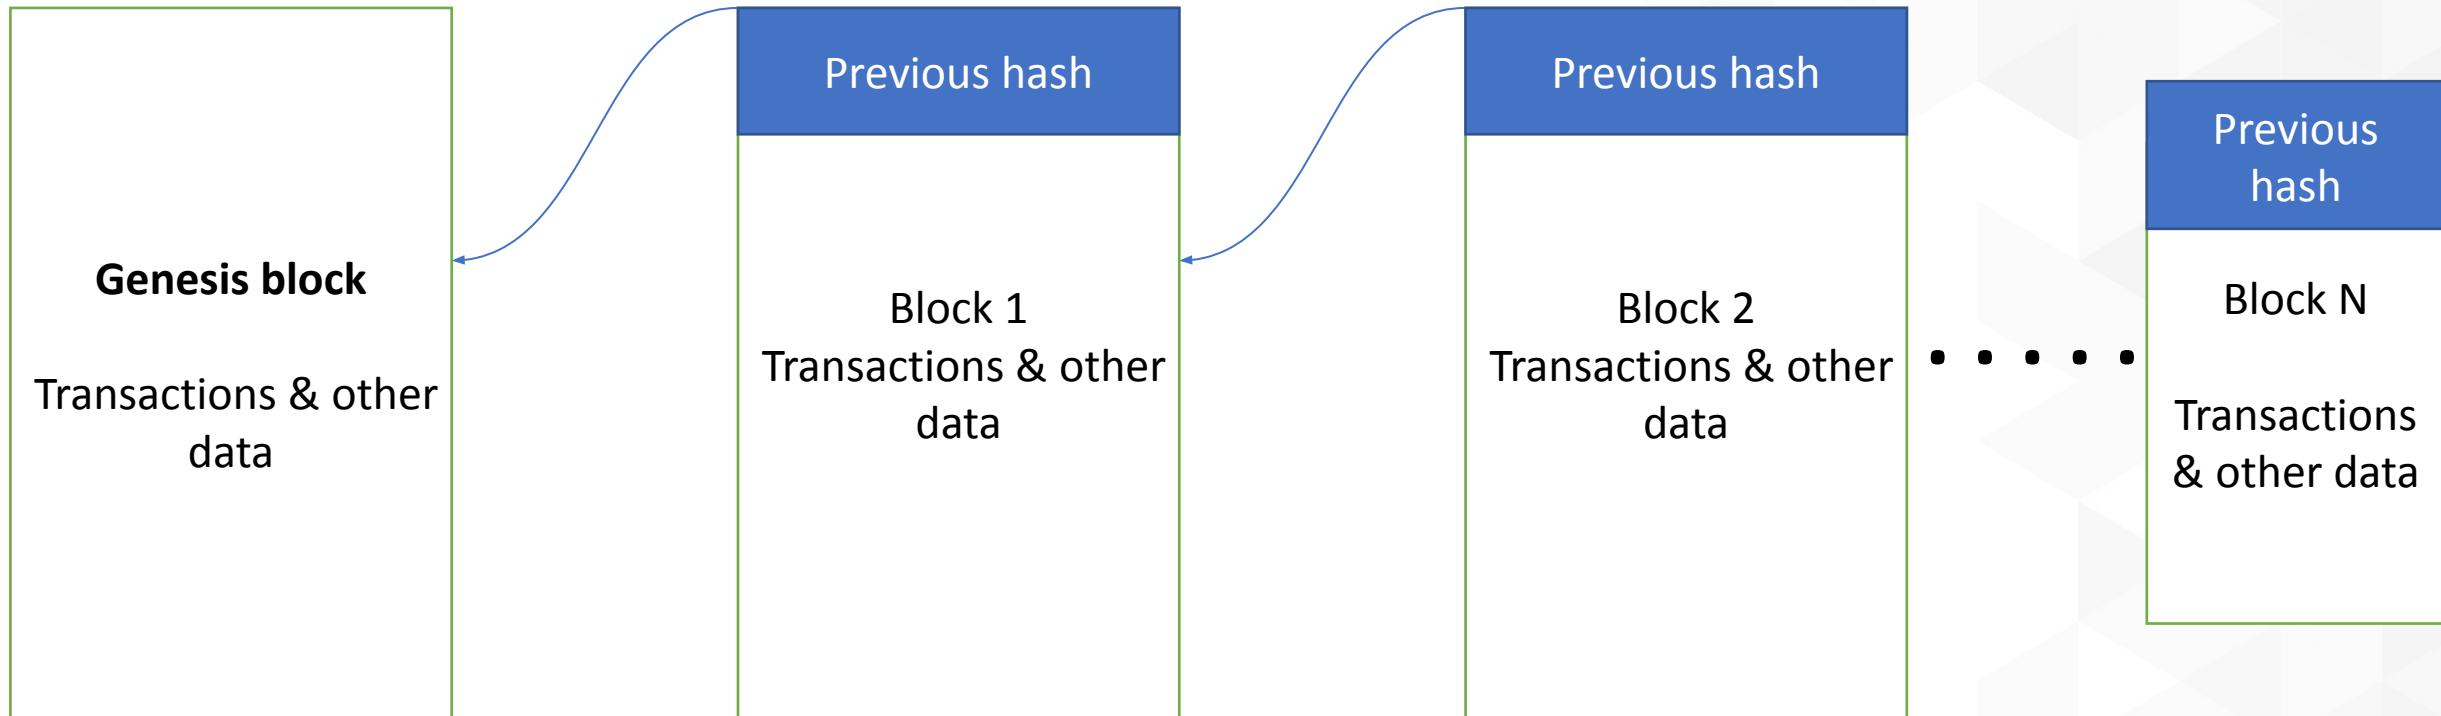 Genesis block
Transactions & other
data
Previous hash
Block 1
Transactions & other
data
Previous hash
Block 2
Transactions & other
data
.....
Previous
hash
Block N
Transactions
& other data